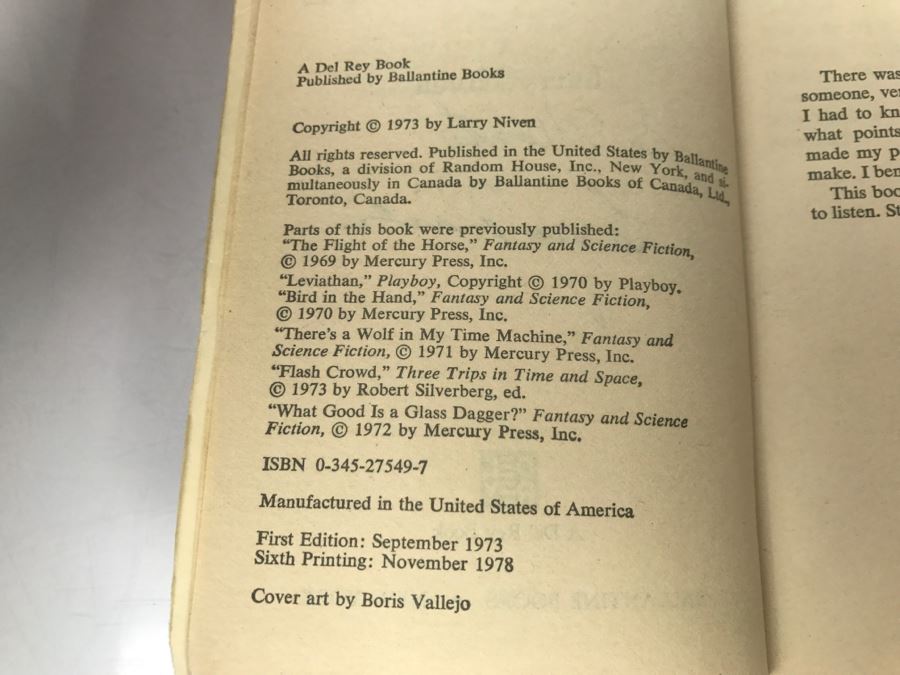 A Del Rey Book
Published by Ballantine Books
Copyright © 1973 by Larry Niven
All rights reserved. Published in the United States by Ballantine
Books, a division of Random House, Inc., New York, and si-
multaneously in Canada by Ballantine Books of Canada, Ltd.,
Toronto, Canada.
Parts of this book were previously published:
“The Flight of the Horse,” Fantasy and Science Fiction,
© 1969 by Mercury Press, Inc.
“Leviathan,” Playboy, Copyright © 1970 by Playboy.
“Bird in the Hand,” Fantasy and Science Fiction,
© 1970 by Mercury Press, Inc.
“There’s a Wolf in My Time Machine,” Fantasy and
Science Fiction, © 1971 by Mercury Press, Inc.
“Flash Crowd,” Three Trips in Time and Space,
© 1973 by Robert Silverberg, ed.
“What Good Is a Glass Dagger?” Fantasy and Science
Fiction, © 1972 by Mercury Press, Inc.
ISBN 0-345-27549-7
Manufactured in the United States of America
First Edition: September 1973
Sixth Printing: November 1978
Cover art by Boris Vallejo
There was
someone,
I had to
what points
made my
make. I
This
to listen.